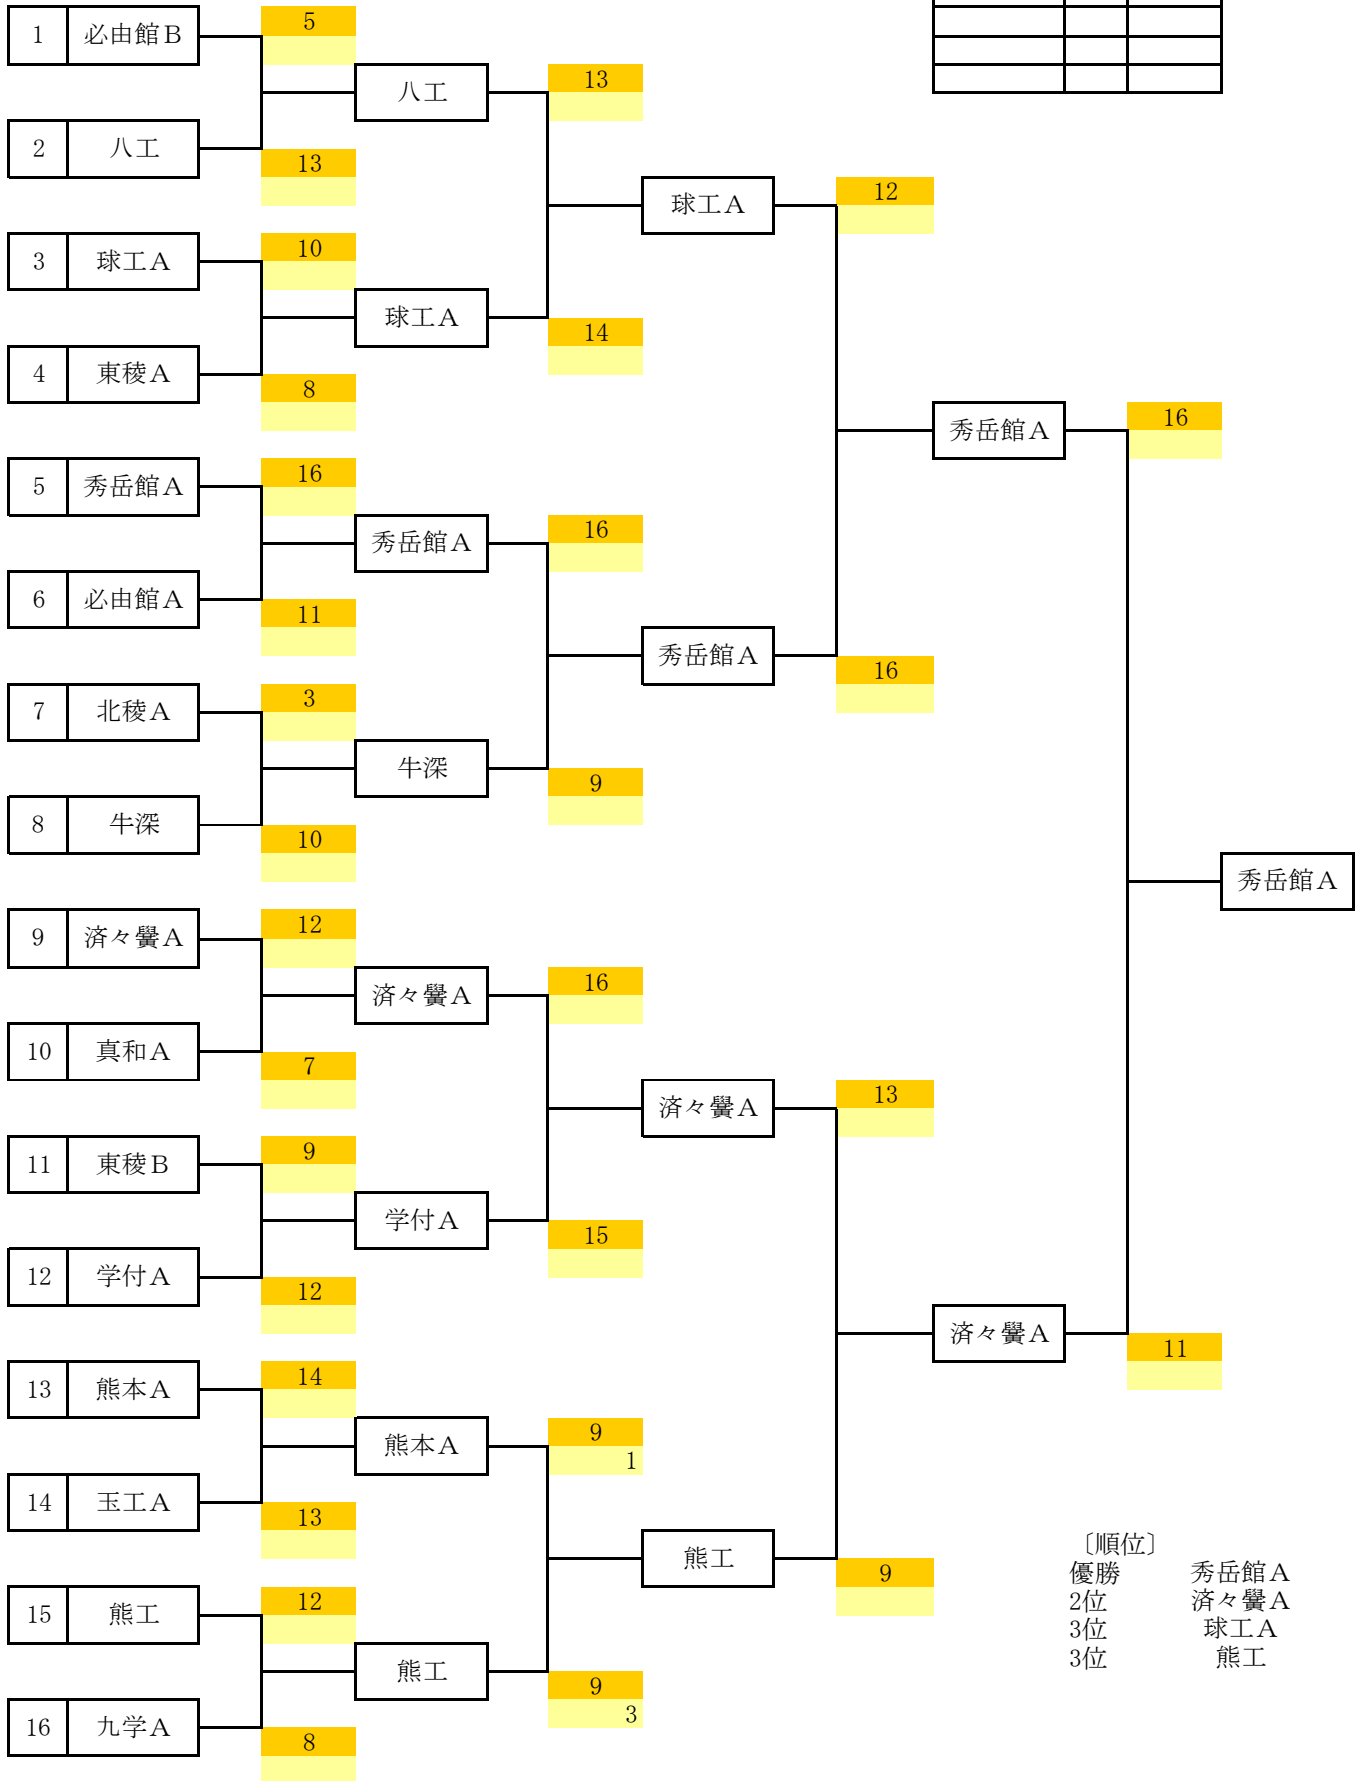 5
1 必由館B
八工 13
2 八工
13
12
球工A
3 球工A 10
球工A
14
4 東稜A
8
秀岳館A 16
5 秀岳館A 16
秀岳館A 16
6 必由館A
11
秀岳館A
16
7 北稜A 3
牛深
9
8 牛深
10
秀岳館A
9 済々黌A 12
済々黌A 16
10 真和A
7
済々黌A 13
11 東稜B 9
学付A
15
12 学付A
12
済々黌A
11
13 熊本A 14
熊本A 9
1
14 玉工A
13
熊工
9
15 熊工 12
熊工
9
3
16 九学A
8
〔順位〕
優勝 秀岳館A
2位 済々黌A
3位 球工A
3位 熊工